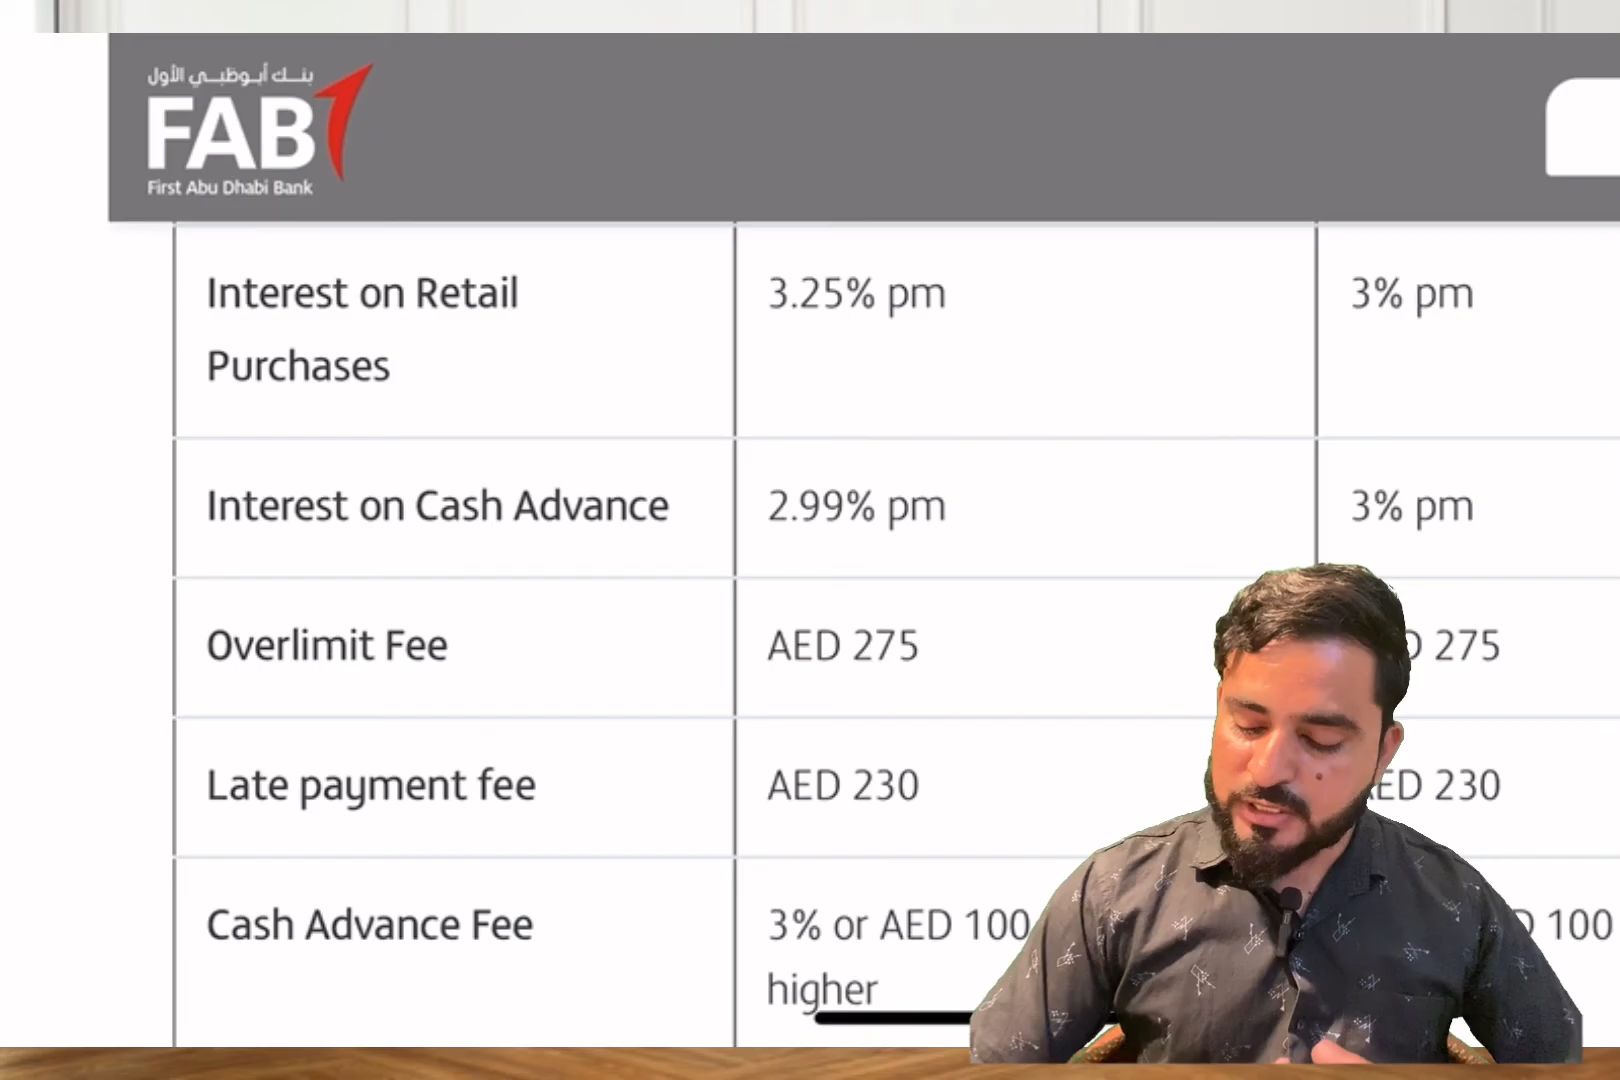 بنك أبوظبي الأول
FAB
First Abu Dhabi Bank
Interest on Retail
Purchases
3.25% pm
3% pm
Interest on Cash Advance
2.99% pm
3% pm
Overlimit Fee
AED 275
275
Late payment fee
AED 230
AED 230
Cash Advance Fee
3% or AED 100
higher
100